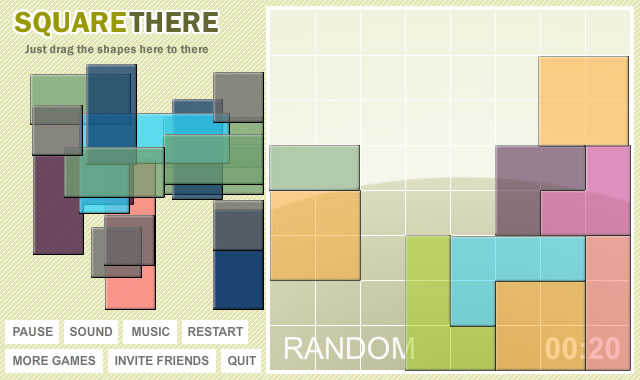 SQUARETHERE
Just drag the shapes here to there
PAUSE SOUND MUSIC RESTART
MORE GAMES INVITE FRIENDS QUIT
RANDOM 00:20